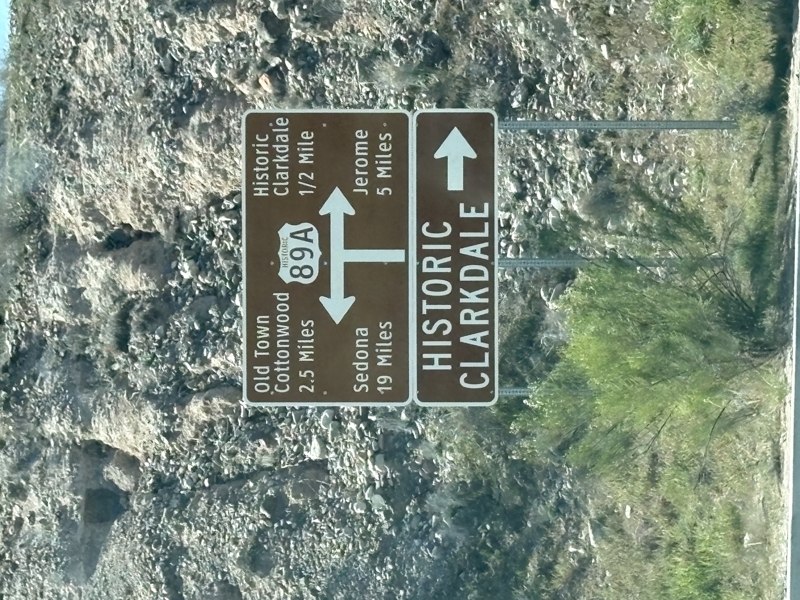 Old Town
Cottonwood
2.5 Miles
Sedona
19 Miles
HISTORIC
89A
Historic
Clarkdale
1/2 Mile
Jerome
5 Miles
HISTORIC
CLARKDALE